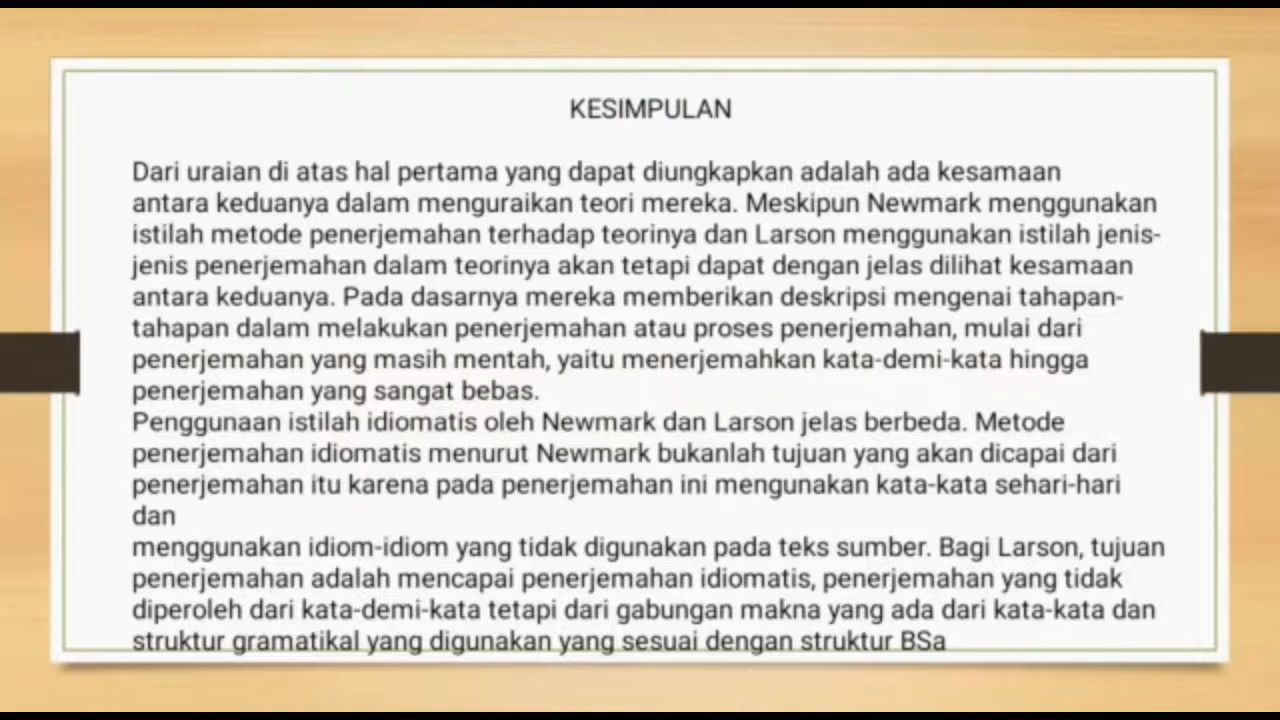 KESIMPULAN
Dari uraian di atas hal pertama yang dapat diungkapkan adalah ada kesamaan
antara keduanya dalam menguraikan teori mereka. Meskipun Newmark menggunakan
istilah metode penerjemahan terhadap teorinya dan Larson menggunakan istilah jenis-
jenis penerjemahan dalam teorinya akan tetapi dapat dengan jelas dilihat kesamaan
antara keduanya. Pada dasarnya mereka memberikan deskripsi mengenai tahapan-
tahapan dalam melakukan penerjemahan atau proses penerjemahan, mulai dari
penerjemahan yang masih mentah, yaitu menerjemahkan kata-demi-kata hingga
penerjemahan yang sangat bebas.
Penggunaan istilah idiomatis oleh Newmark dan Larson jelas berbeda. Metode
penerjemahan idiomatis menurut Newmark bukanlah tujuan yang akan dicapai dari
penerjemahan itu karena pada penerjemahan ini mengunakan kata-kata sehari-hari
dan
menggunakan idiom-idiom yang tidak digunakan pada teks sumber. Bagi Larson, tujuan
penerjemahan adalah mencapai penerjemahan idiomatis, penerjemahan yang tidak
diperoleh dari kata-demi-kata tetapi dari gabungan makna yang ada dari kata-kata dan
struktur gramatikal yang digunakan yang sesuai dengan struktur BSa